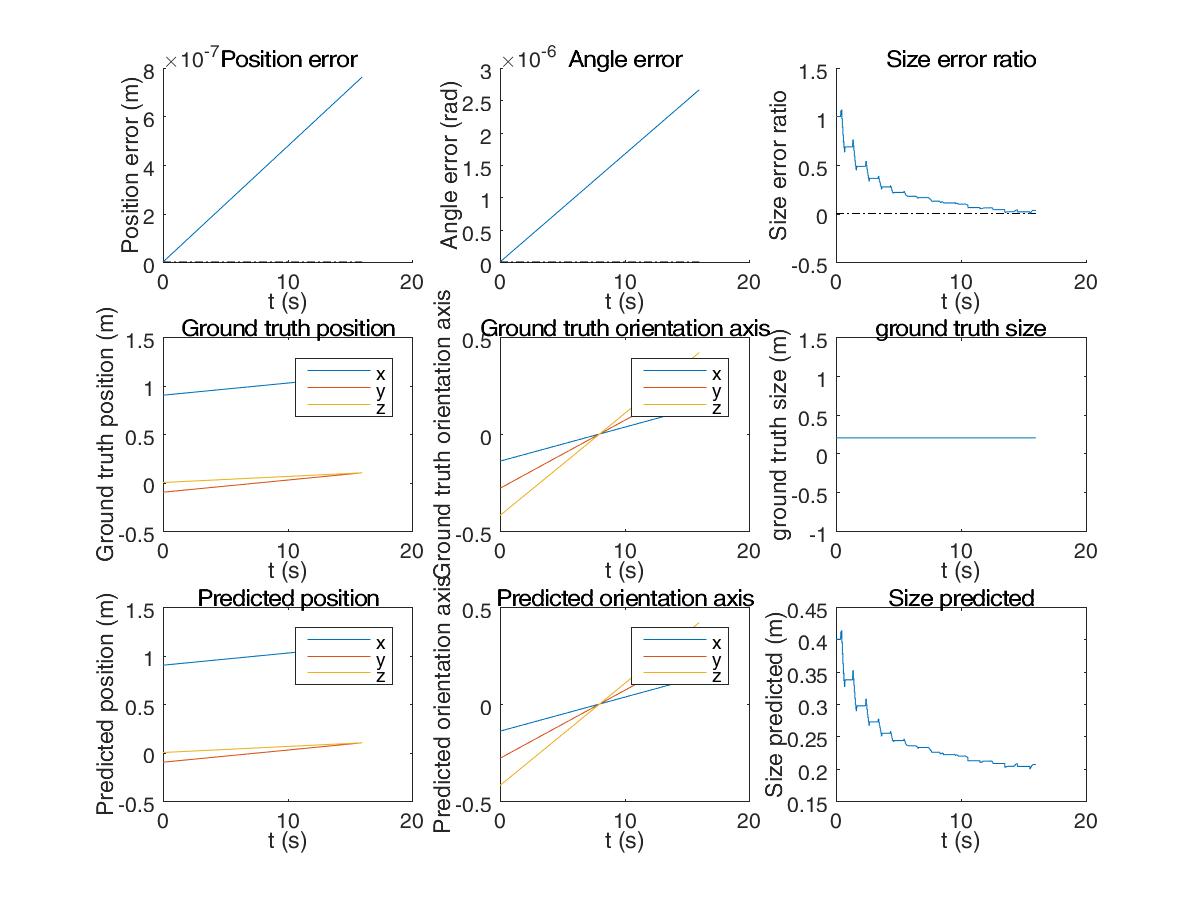 ×10-7
Position error
8
6
4
2
0
Position error (m)
0
10
20
t (s)
×10-6
Angle error
3
2.5
2
1.5
1
0.5
0
Angle error (rad)
0
10
20
t (s)
Size error ratio
1.5
1
0.5
0
-0.5
Size error ratio
0
10
20
t (s)
Ground truth position
1.5
1
0.5
0
-0.5
Ground truth position (m)
x
y
z
0
10
20
t (s)
Ground truth orientation axis
0.5
0
-0.5
Ground truth orientation axis
x
y
z
0
10
20
t (s)
ground truth size
1.5
1
0.5
0
-0.5
-1
ground truth size (m)
0
10
20
t (s)
Predicted position
1.5
1
0.5
0
-0.5
Predicted position (m)
x
y
z
0
10
20
t (s)
Predicted orientation axis
0.5
0
-0.5
Predicted orientation axis
x
y
z
0
10
20
t (s)
Size predicted
0.45
0.4
0.35
0.3
0.25
0.2
0.15
Size predicted (m)
0
10
20
t (s)